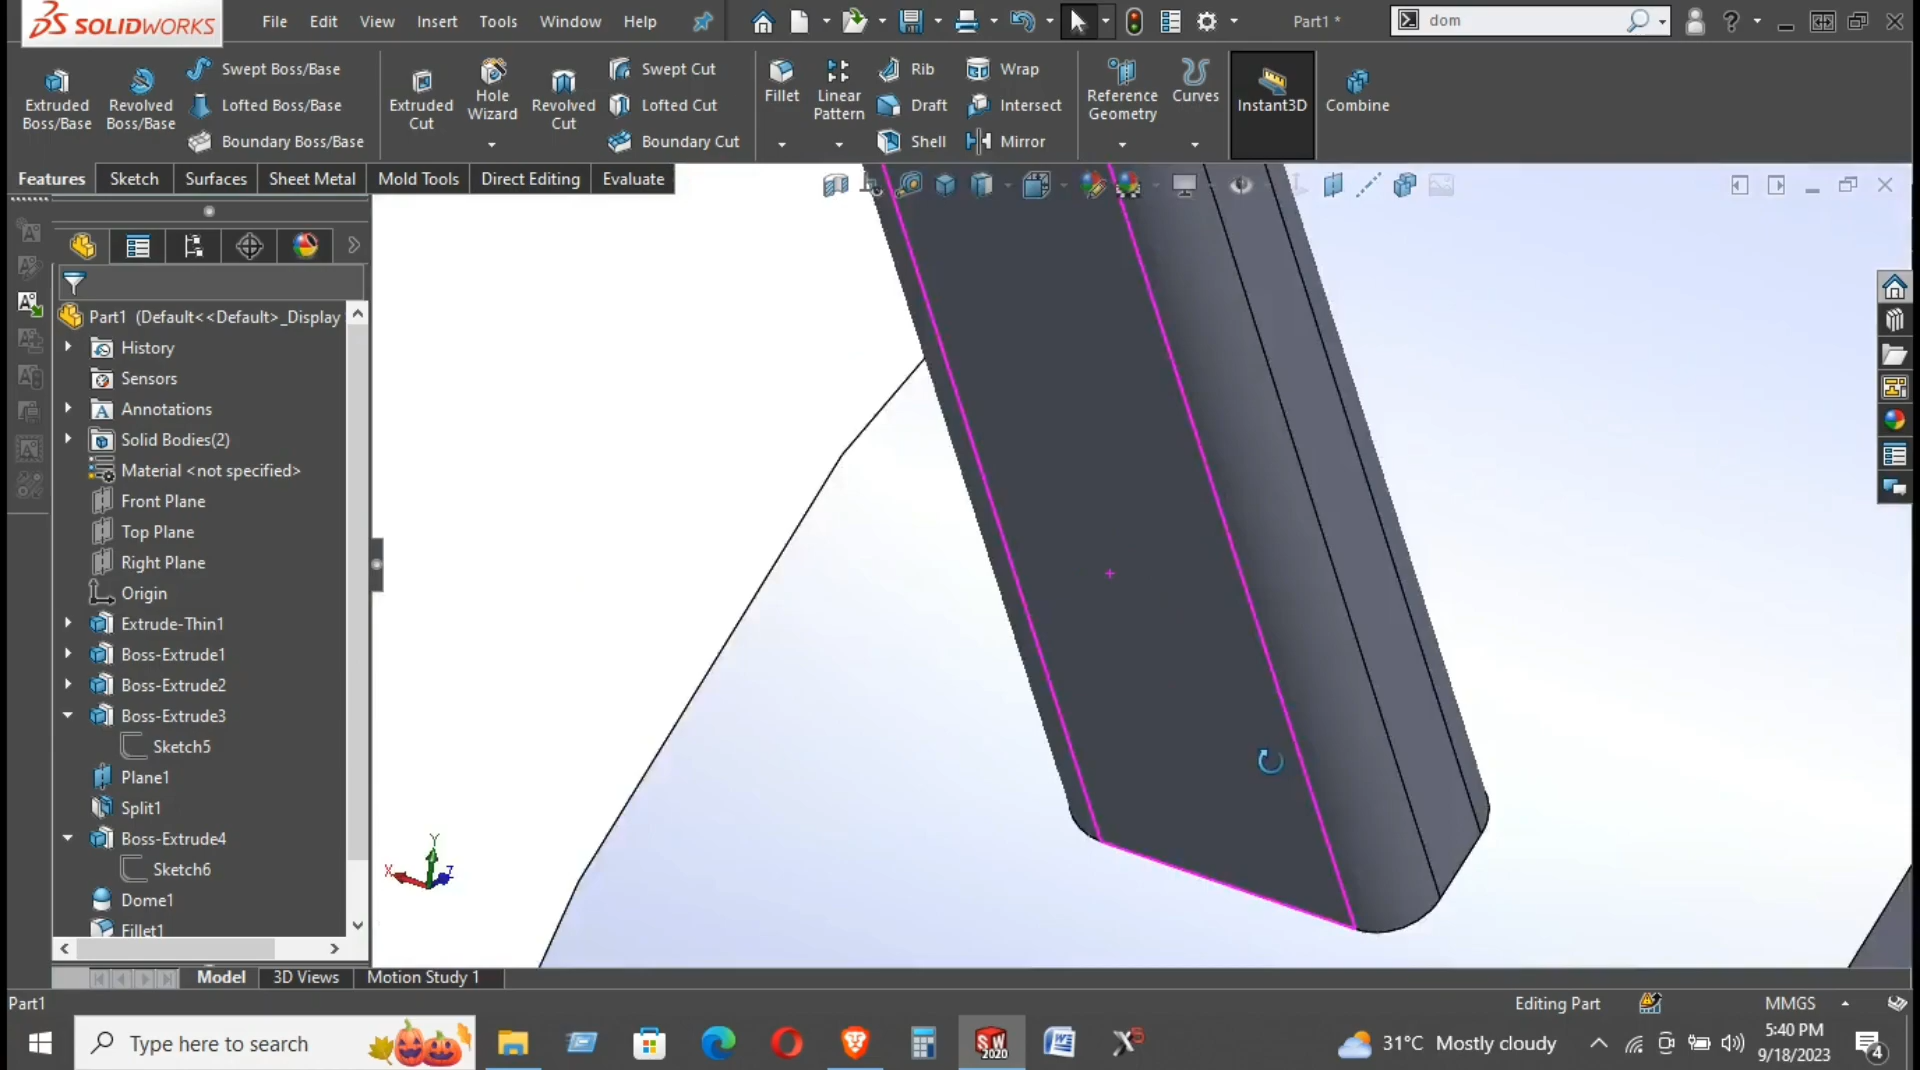 SOLIDWORKS File Edit View Insert Tools Window Help Part1 * dom ?
Extruded Boss/Base
Revolved Boss/Base
Swept Boss/Base
Lofted Boss/Base
Boundary Boss/Base
Extruded Cut
Hole Wizard
Revolved Cut
Swept Cut
Lofted Cut
Boundary Cut
Fillet
Linear Pattern
Rib
Draft
Shell
Wrap
Intersect
Mirror
Reference Geometry
Curves
Instant3D
Combine
Features Sketch Surfaces Sheet Metal Mold Tools Direct Editing Evaluate
Part1 (Default<<Default>_Display
History
Sensors
Annotations
Solid Bodies(2)
Material <not specified>
Front Plane
Top Plane
Right Plane
Origin
Extrude-Thin1
Boss-Extrude1
Boss-Extrude2
Boss-Extrude3
Sketch5
Plane1
Split1
Boss-Extrude4
Sketch6
Dome1
Fillet1
Y
X
Z
Model 3D Views Motion Study 1
Part1 Editing Part MMGS
Type here to search
SW 2020
31°C Mostly cloudy
5:40 PM
9/18/2023
4